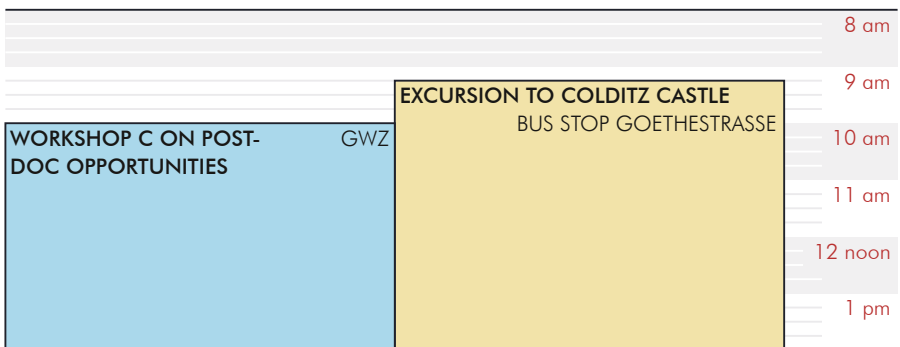 8 am
9 am
EXCURSION TO COLDITZ CASTLE
BUS STOP GOETHESTRASSE
WORKSHOP C ON POST-
DOC OPPORTUNITIES
GWZ
10 am
11 am
12 noon
1 pm